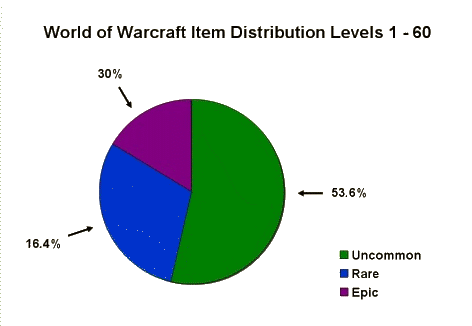 World of Warcraft Item Distribution Levels 1 - 60
30%
53.6%
16.4%
Uncommon
Rare
Epic